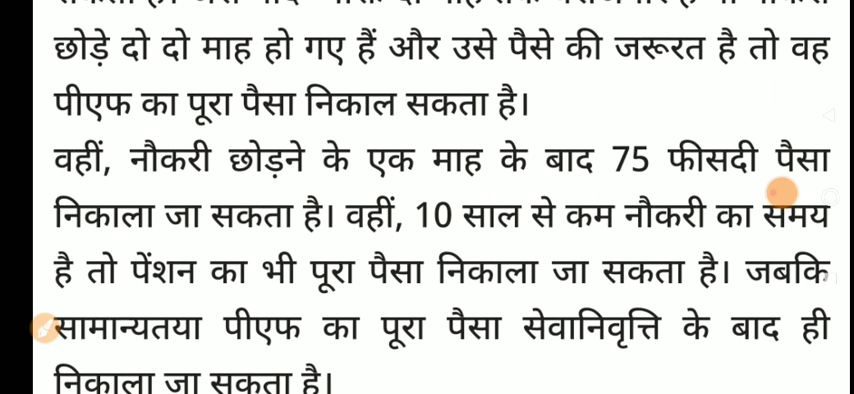 छोड़े दो दो माह हो गए हैं और उसे पैसे की जरूरत है तो वह
पीएफ का पूरा पैसा निकाल सकता है।
वहीं, नौकरी छोड़ने के एक माह के बाद 75 फीसदी पैसा
निकाला जा सकता है। वहीं, 10 साल से कम नौकरी का समय
है तो पेंशन का भी पूरा पैसा निकाला जा सकता है। जबकि
सामान्यतया पीएफ का पूरा पैसा सेवानिवृत्ति के बाद ही
निकाला जा सकता है।